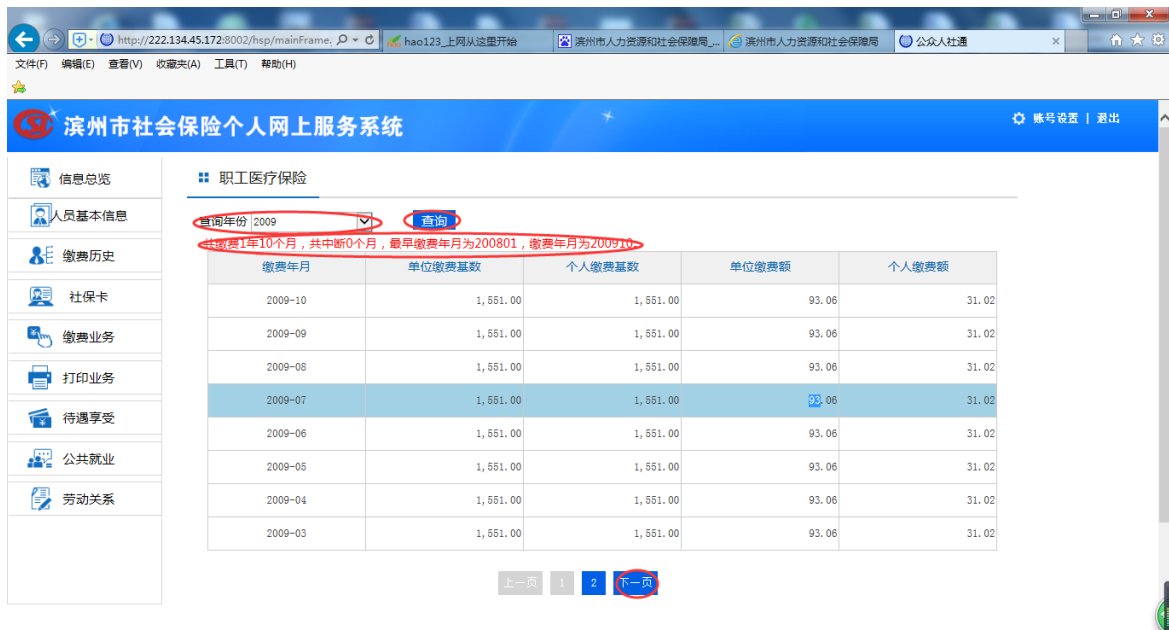 http://222.134.45.172:8002/hsp/mainFrame.
hao123_上网从这里开始
滨州市人力资源和社会保障局_...
滨州市人力资源和社会保障局
公众人社通
文件(F) 编辑(E) 查看(V) 收藏夹(A) 工具(T) 帮助(H)
滨州市社会保险个人网上服务系统
账号设置 | 退出
信息总览
人员基本信息
缴费历史
社保卡
缴费业务
打印业务
待遇享受
公共就业
劳动关系
职工医疗保险
查询年份 2009 查询
共缴费1年10个月，共中断0个月，最早缴费年月为200801，缴费年月为200910。
缴费年月 单位缴费基数 个人缴费基数 单位缴费额 个人缴费额
2009-10 1,551.00 1,551.00 93.06 31.02
2009-09 1,551.00 1,551.00 93.06 31.02
2009-08 1,551.00 1,551.00 93.06 31.02
2009-07 1,551.00 1,551.00 93.06 31.02
2009-06 1,551.00 1,551.00 93.06 31.02
2009-05 1,551.00 1,551.00 93.06 31.02
2009-04 1,551.00 1,551.00 93.06 31.02
2009-03 1,551.00 1,551.00 93.06 31.02
上一页 1 2 下一页